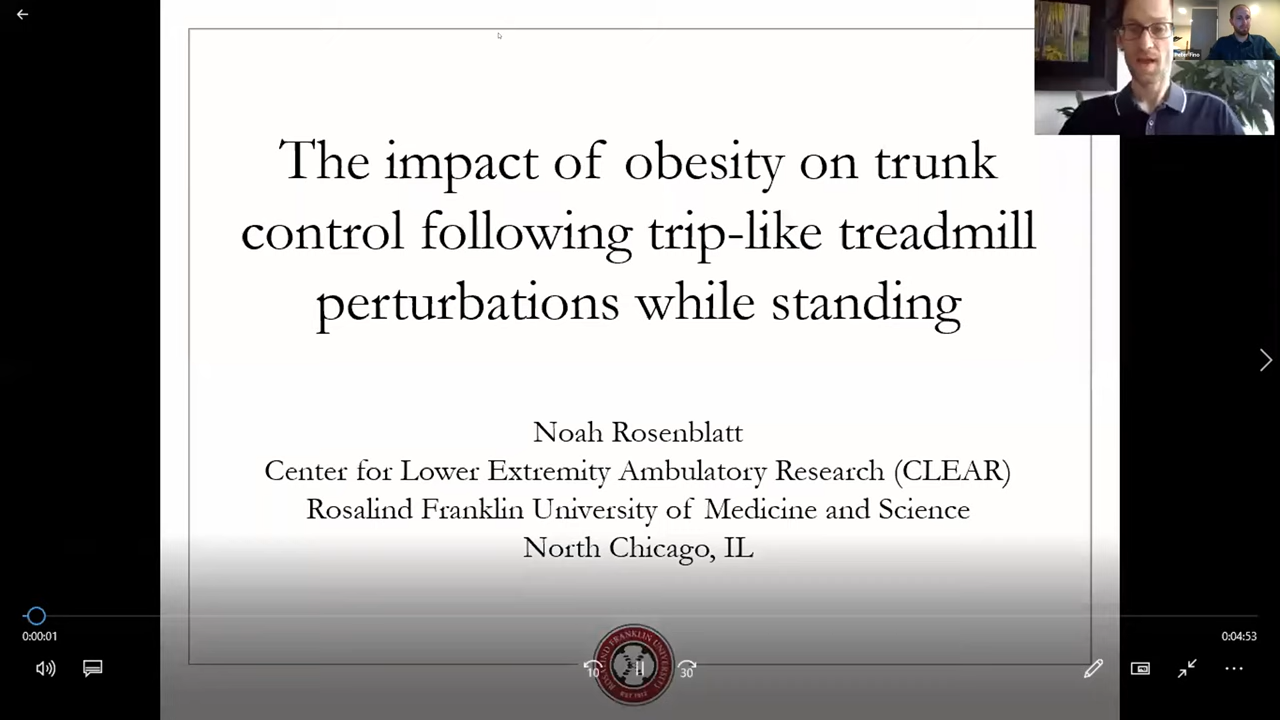 The impact of obesity on trunk
control following trip-like treadmill
perturbations while standing
Noah Rosenblatt
Center for Lower Extremity Ambulatory Research (CLEAR)
Rosalind Franklin University of Medicine and Science
North Chicago, IL
0:00:01
0:04:53
10
30